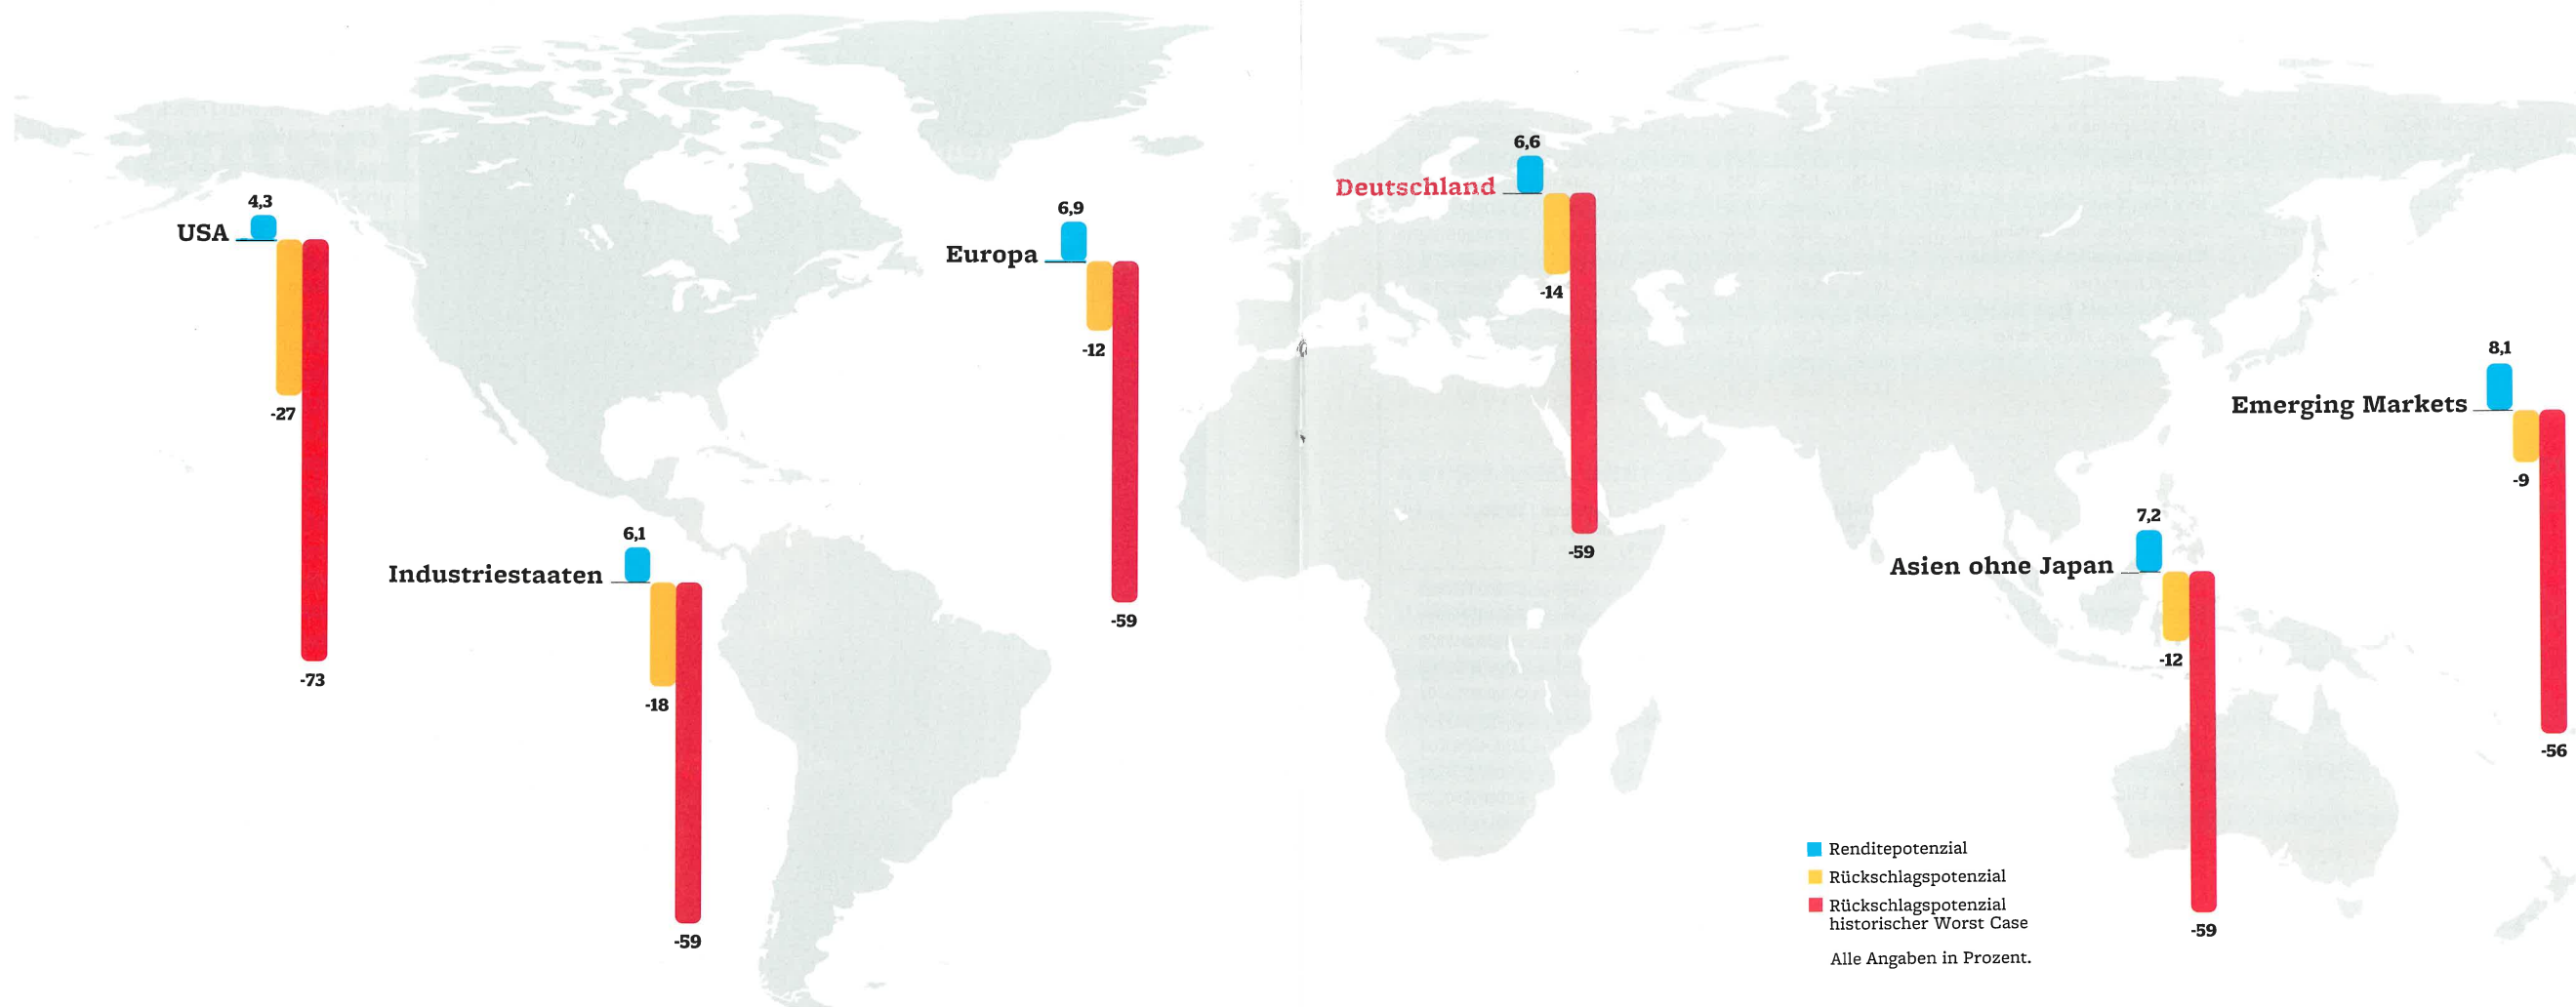 4,3
USA
-27
-73
6,1
Industriestaaten
-18
-59
6,9
Europa
-12
-59
6,6
Deutschland
-14
-59
8,1
Emerging Markets
-9
-56
7,2
Asien ohne Japan
-12
-59
Renditepotenzial
Rückschlagspotenzial
Rückschlagspotenzial
historischer Worst Case
Alle Angaben in Prozent.